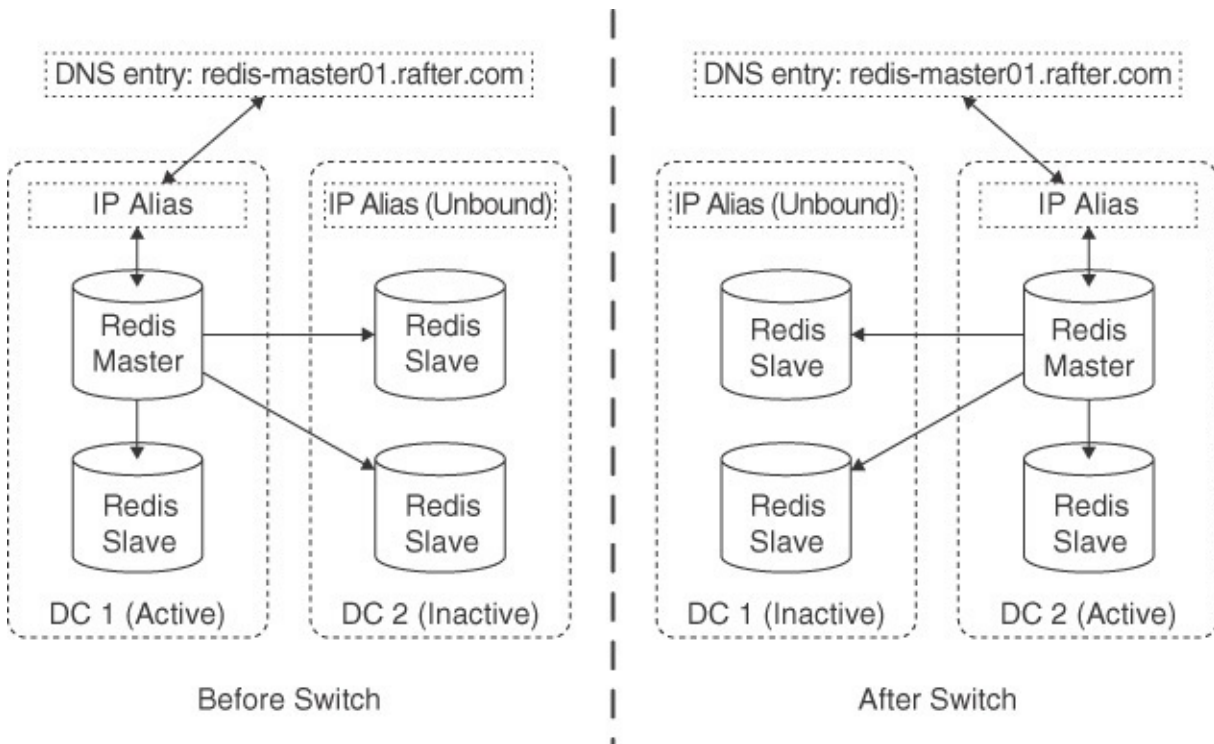 DNS entry: redis-master01.rafter.com
IP Alias
IP Alias (Unbound)
Redis
Master
Redis
Slave
Redis
Slave
Redis
Slave
DC 1 (Active)
DC 2 (Inactive)
Before Switch
DNS entry: redis-master01.rafter.com
IP Alias (Unbound)
IP Alias
Redis
Slave
Redis
Master
Redis
Slave
Redis
Slave
DC 1 (Inactive)
DC 2 (Active)
After Switch